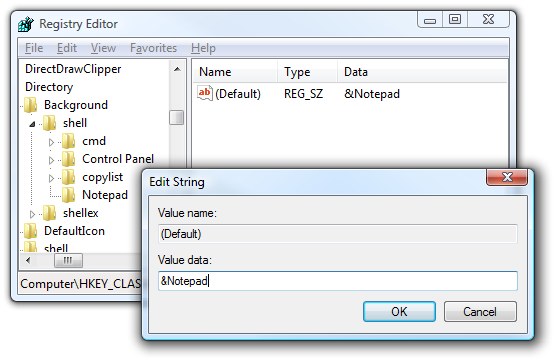 Registry Editor
File Edit View Favorites Help
DirectDrawClipper
Directory
Background
shell
cmd
Control Panel
copylist
Notepad
shellex
DefaultIcon
shell
Name Type Data
ab (Default) REG_SZ &Notepad
Computer\HKEY_CLAS
Edit String
Value name:
(Default)
Value data:
&Notepad
OK Cancel